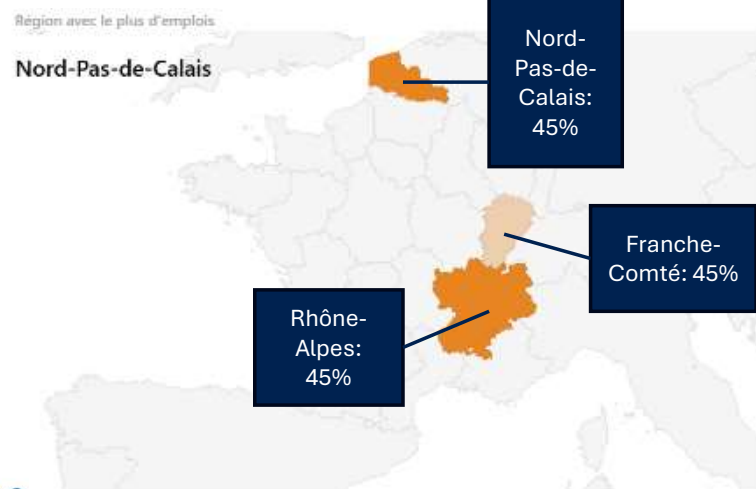 Région avec le plus d'emplois
Nord-Pas-de-Calais
Nord-
Pas-de-
Calais:
45%
Franche-
Comté: 45%
Rhône-
Alpes:
45%